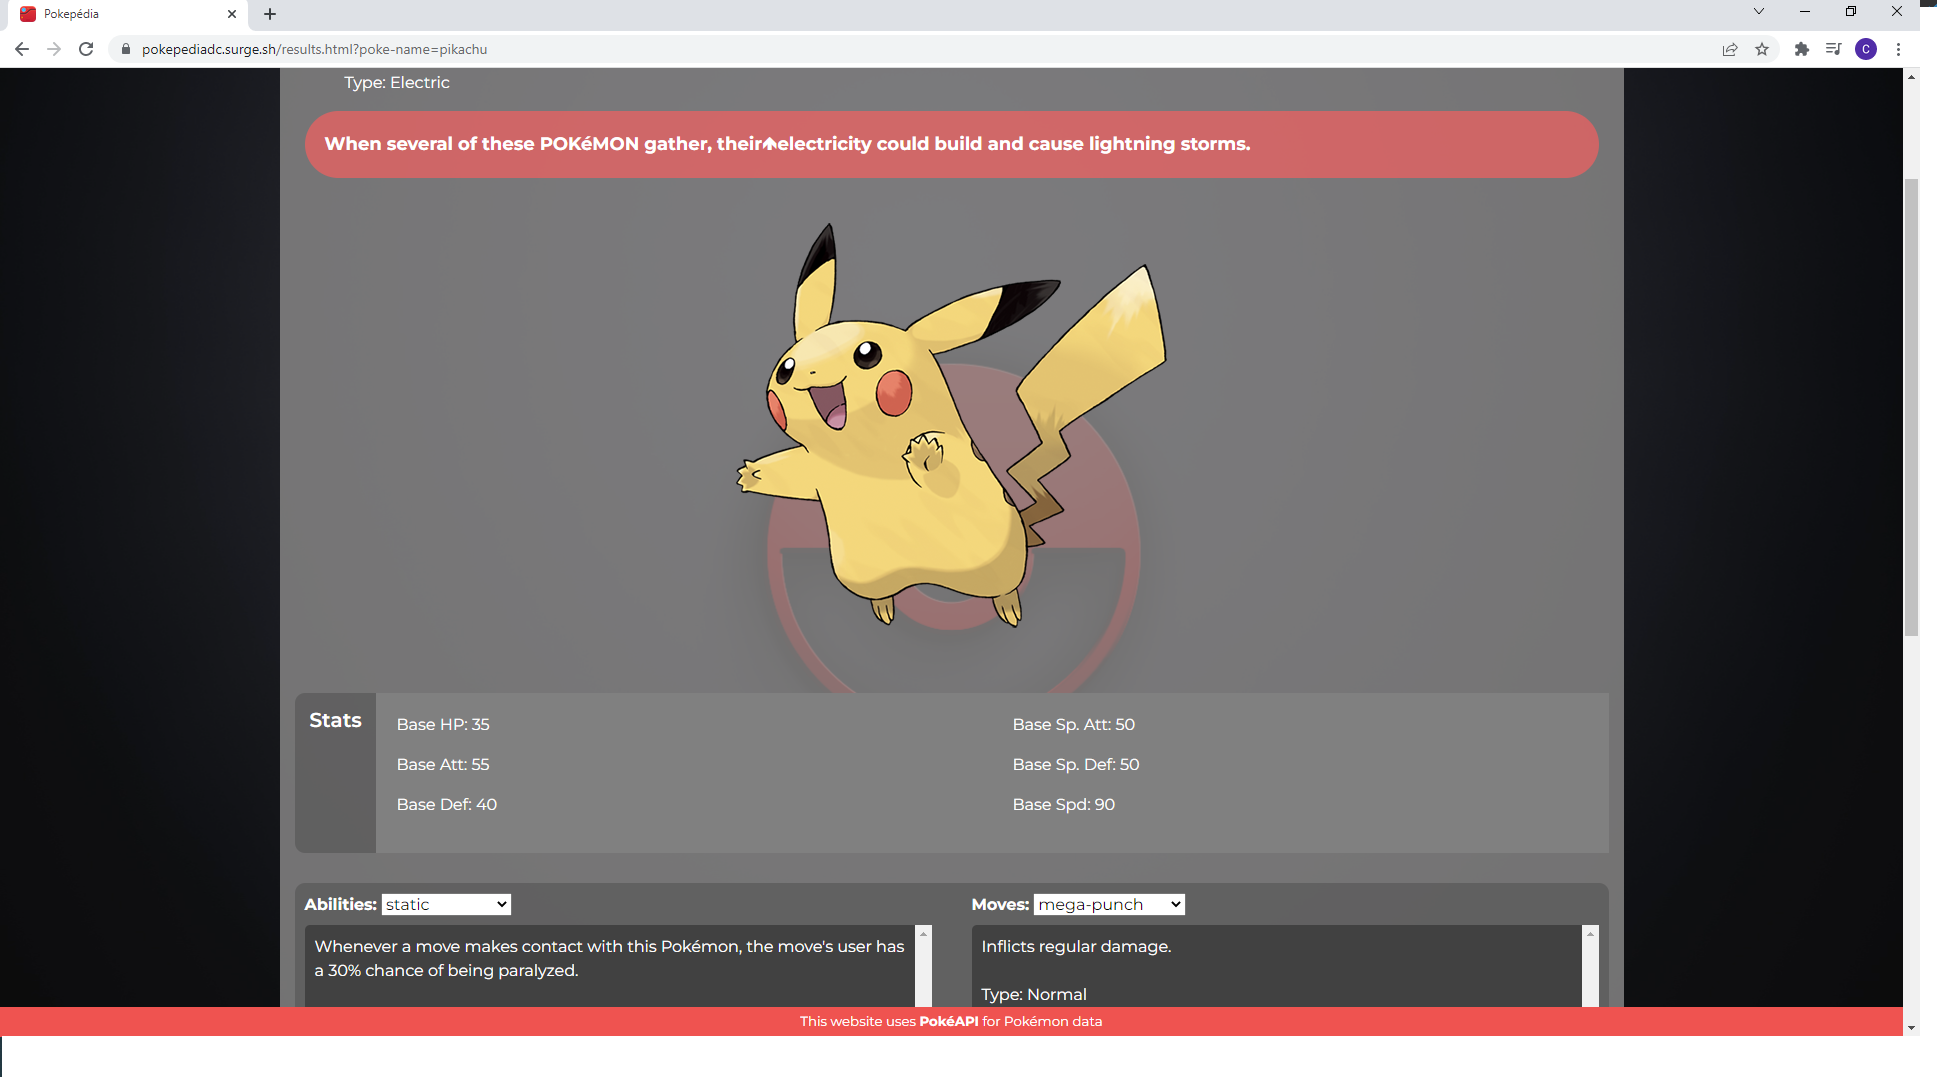 Pokepédia
pokepediadc.surge.sh/results.html?poke-name=pikachu
C
Type: Electric
When several of these POKéMON gather, their↑electricity could build and cause lightning storms.
Stats
Base HP: 35
Base Sp. Att: 50
Base Att: 55
Base Sp. Def: 50
Base Def: 40
Base Spd: 90
Abilities: static
Moves: mega-punch
Whenever a move makes contact with this Pokémon, the move's user has
a 30% chance of being paralyzed.
Inflicts regular damage.
Type: Normal
This website uses PokéAPI for Pokémon data